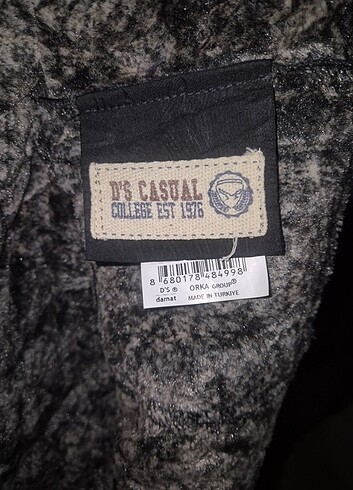 D'S CASUAL
COLLEGE EST 1976
8 680178 484998
D'S ® ORKA GROUP®
damat MADE IN TURKIYE